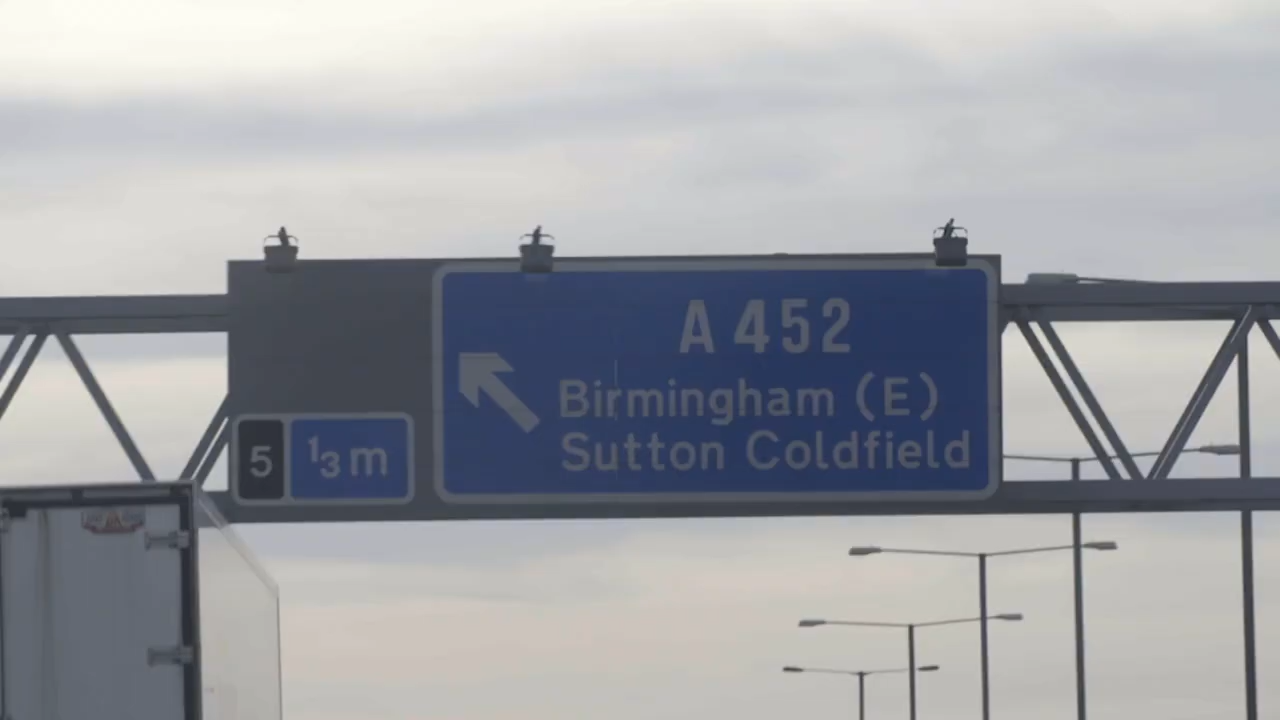 A 452
Birmingham (E)
Sutton Coldfield
5 1/3 m